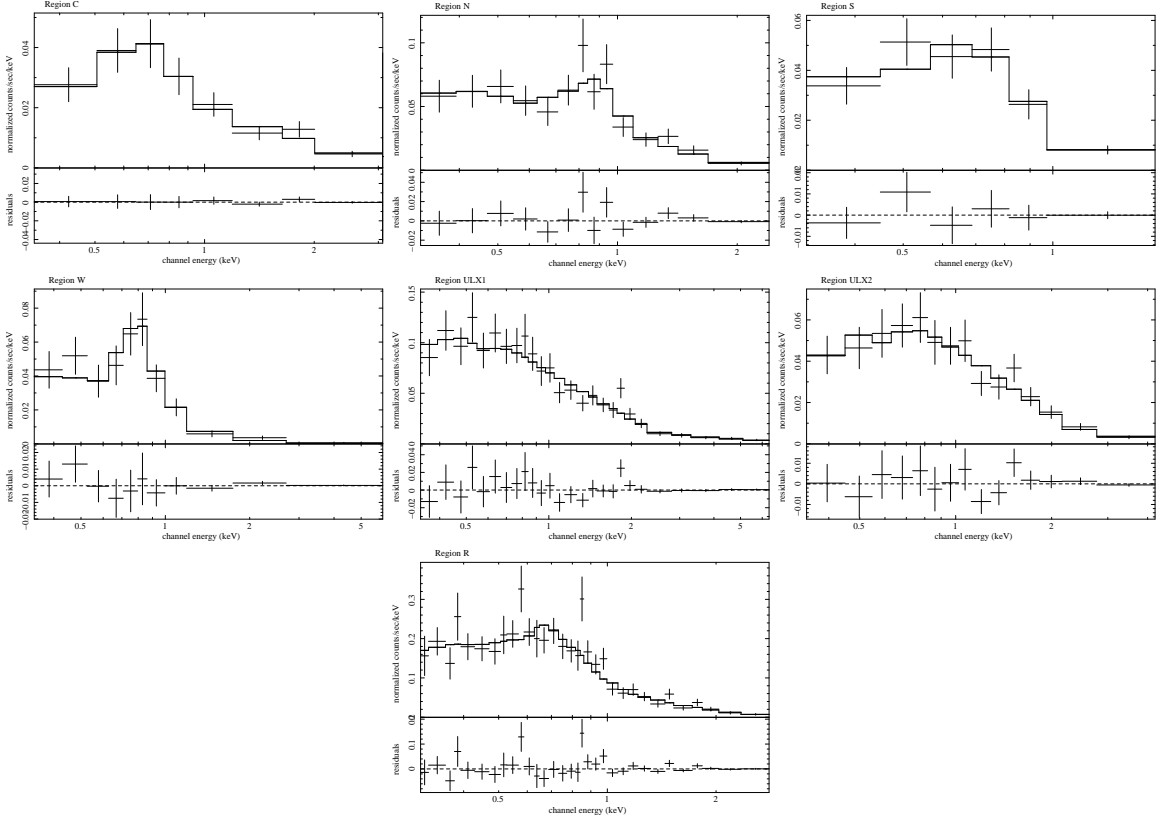 Region C
normalized counts/sec/keV
0 0.02 0.04
residuals
−0.04 −0.02 0 0.02
0.5 1 2
channel energy (keV)
Region N
normalized counts/sec/keV
0 0.05 0.1
residuals
−0.02 0 0.02 0.04
0.5 1 2
channel energy (keV)
Region S
normalized counts/sec/keV
0.02 0.04 0.06
residuals
−0.01 0 0.01
0.5 1
channel energy (keV)
Region W
normalized counts/sec/keV
0 0.02 0.04 0.06 0.08
residuals
−0.01 0 0.01
0.5 1 2 5
channel energy (keV)
Region ULX1
normalized counts/sec/keV
0 0.05 0.1 0.15
residuals
−0.02 0 0.02 0.04
0.5 1 2 5
channel energy (keV)
Region ULX2
normalized counts/sec/keV
0 0.02 0.04 0.06
residuals
−0.01 0 0.01
0.5 1 2
channel energy (keV)
Region R
normalized counts/sec/keV
0.1 0.2 0.3
residuals
0 0.1
0.5 1 2
channel energy (keV)